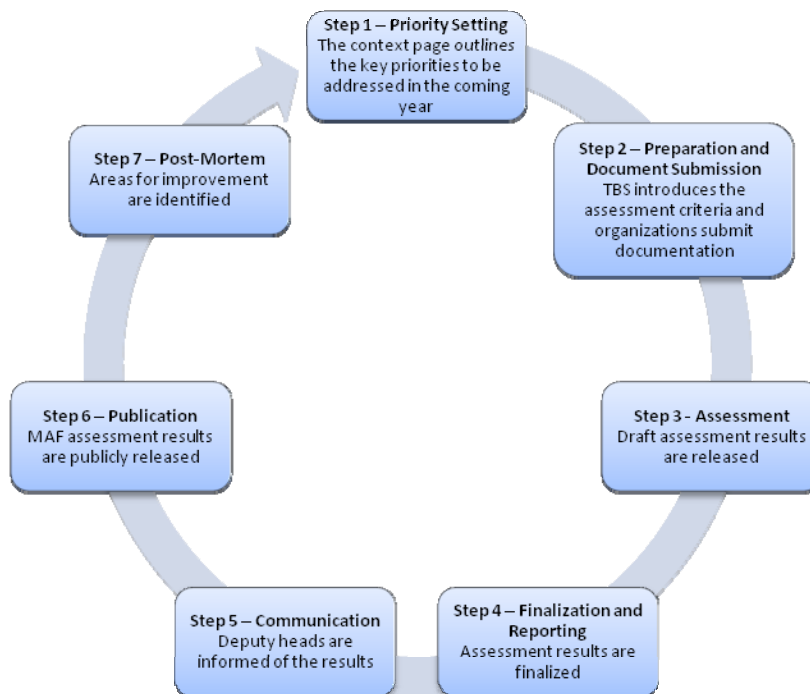 Step 1 – Priority Setting
The context page outlines
the key priorities to be
addressed in the coming
year
Step 2 – Preparation and
Document Submission
TBS introduces the
assessment criteria and
organizations submit
documentation
Step 3 - Assessment
Draft assessment results
are released
Step 4 – Finalization and
Reporting
Assessment results are
finalized
Step 5 – Communication
Deputy heads are
informed of the results
Step 6 – Publication
MAF assessment results
are publicly released
Step 7 – Post-Mortem
Areas for improvement
are identified